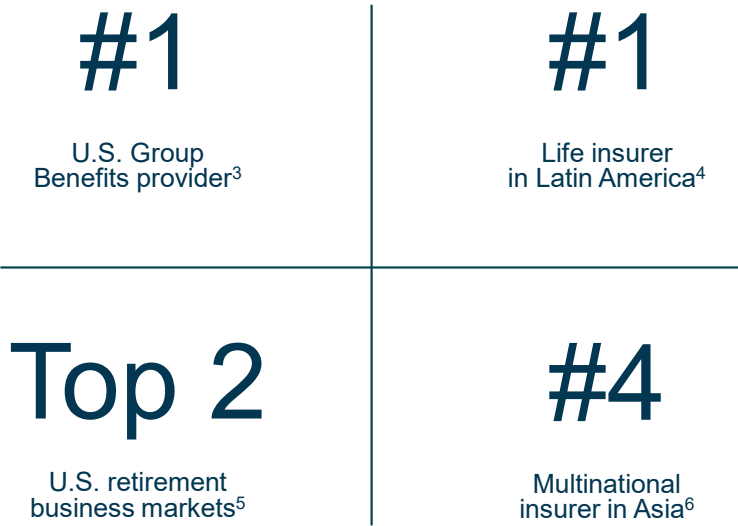 #1
U.S. Group
Benefits provider³
#1
Life insurer
in Latin America⁴
Top 2
U.S. retirement
business markets⁵
#4
Multinational
insurer in Asia⁶